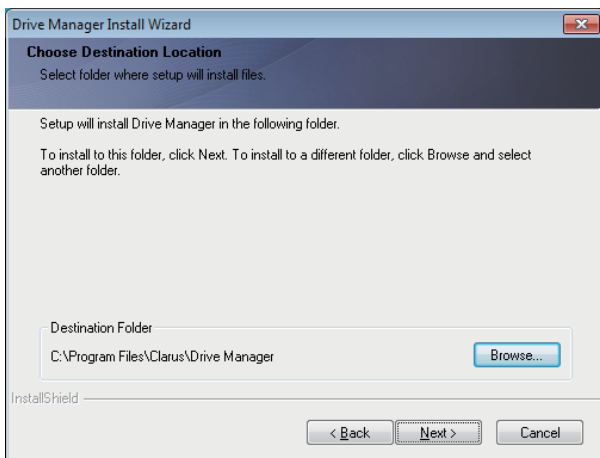 Drive Manager Install Wizard
Choose Destination Location
Select folder where setup will install files.
Setup will install Drive Manager in the following folder.
To install to this folder, click Next. To install to a different folder, click Browse and select
another folder.
Destination Folder
C:\Program Files\Clarus\Drive Manager
Browse...
InstallShield
< Back
Next >
Cancel